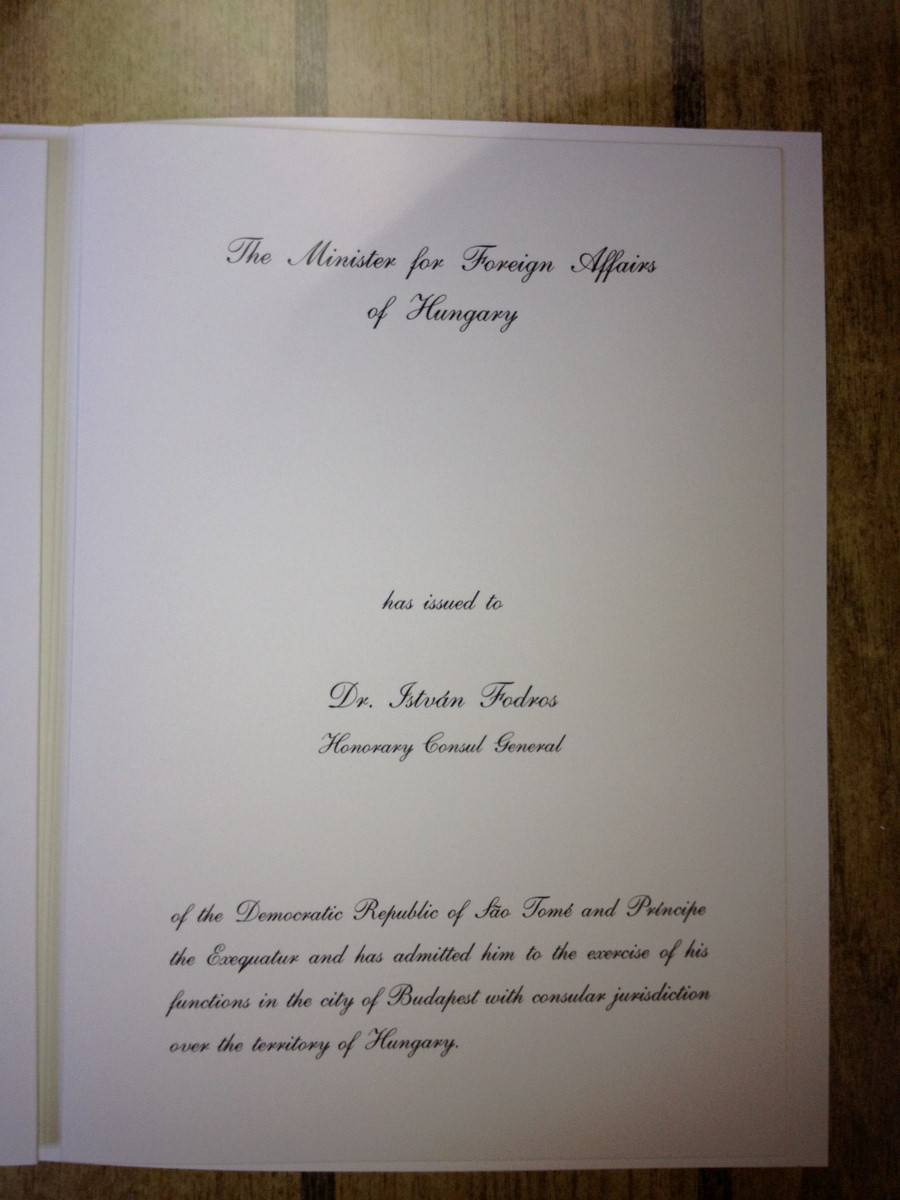 The Minister for Foreign Affairs
of Hungary
has issued to
Dr. István Fodros
Honorary Consul General
of the Democratic Republic of São Tomé and Príncipe
the Exequatur and has admitted him to the exercise of his
functions in the city of Budapest with consular jurisdiction
over the territory of Hungary.